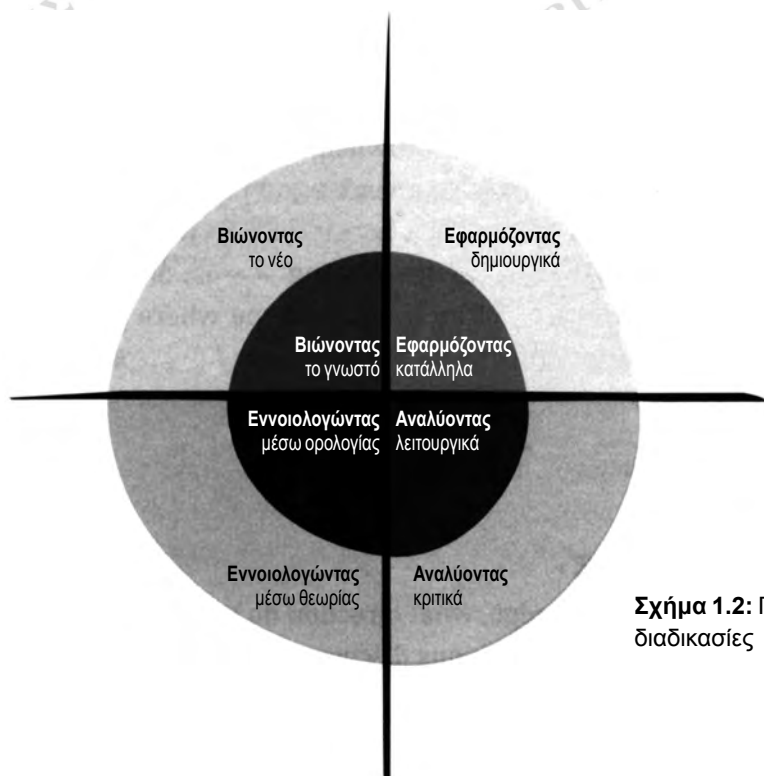 Βιώνοντας
το νέο
Εφαρμόζοντας
δημιουργικά
Βιώνοντας
το γνωστό
Εφαρμόζοντας
κατάλληλα
Εννοιολογώντας
μέσω ορολογίας
Αναλύοντας
λειτουργικά
Εννοιολογώντας
μέσω θεωρίας
Αναλύοντας
κριτικά
Σχήμα 1.2:
διαδικασίες